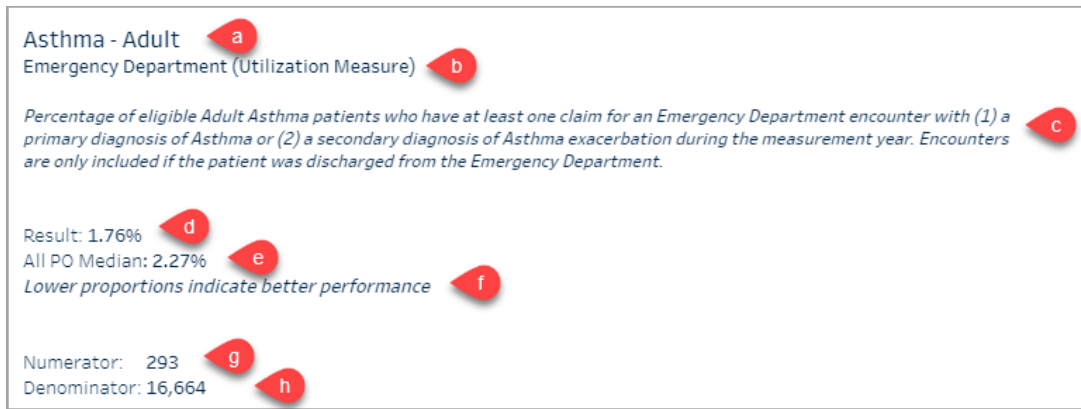 Asthma - Adult a
Emergency Department (Utilization Measure) b
Percentage of eligible Adult Asthma patients who have at least one claim for an Emergency Department encounter with (1) a
primary diagnosis of Asthma or (2) a secondary diagnosis of Asthma exacerbation during the measurement year. Encounters c
are only included if the patient was discharged from the Emergency Department.
Result: 1.76% d
All PO Median: 2.27% e
Lower proportions indicate better performance f
Numerator: 293 g
Denominator: 16,664 h